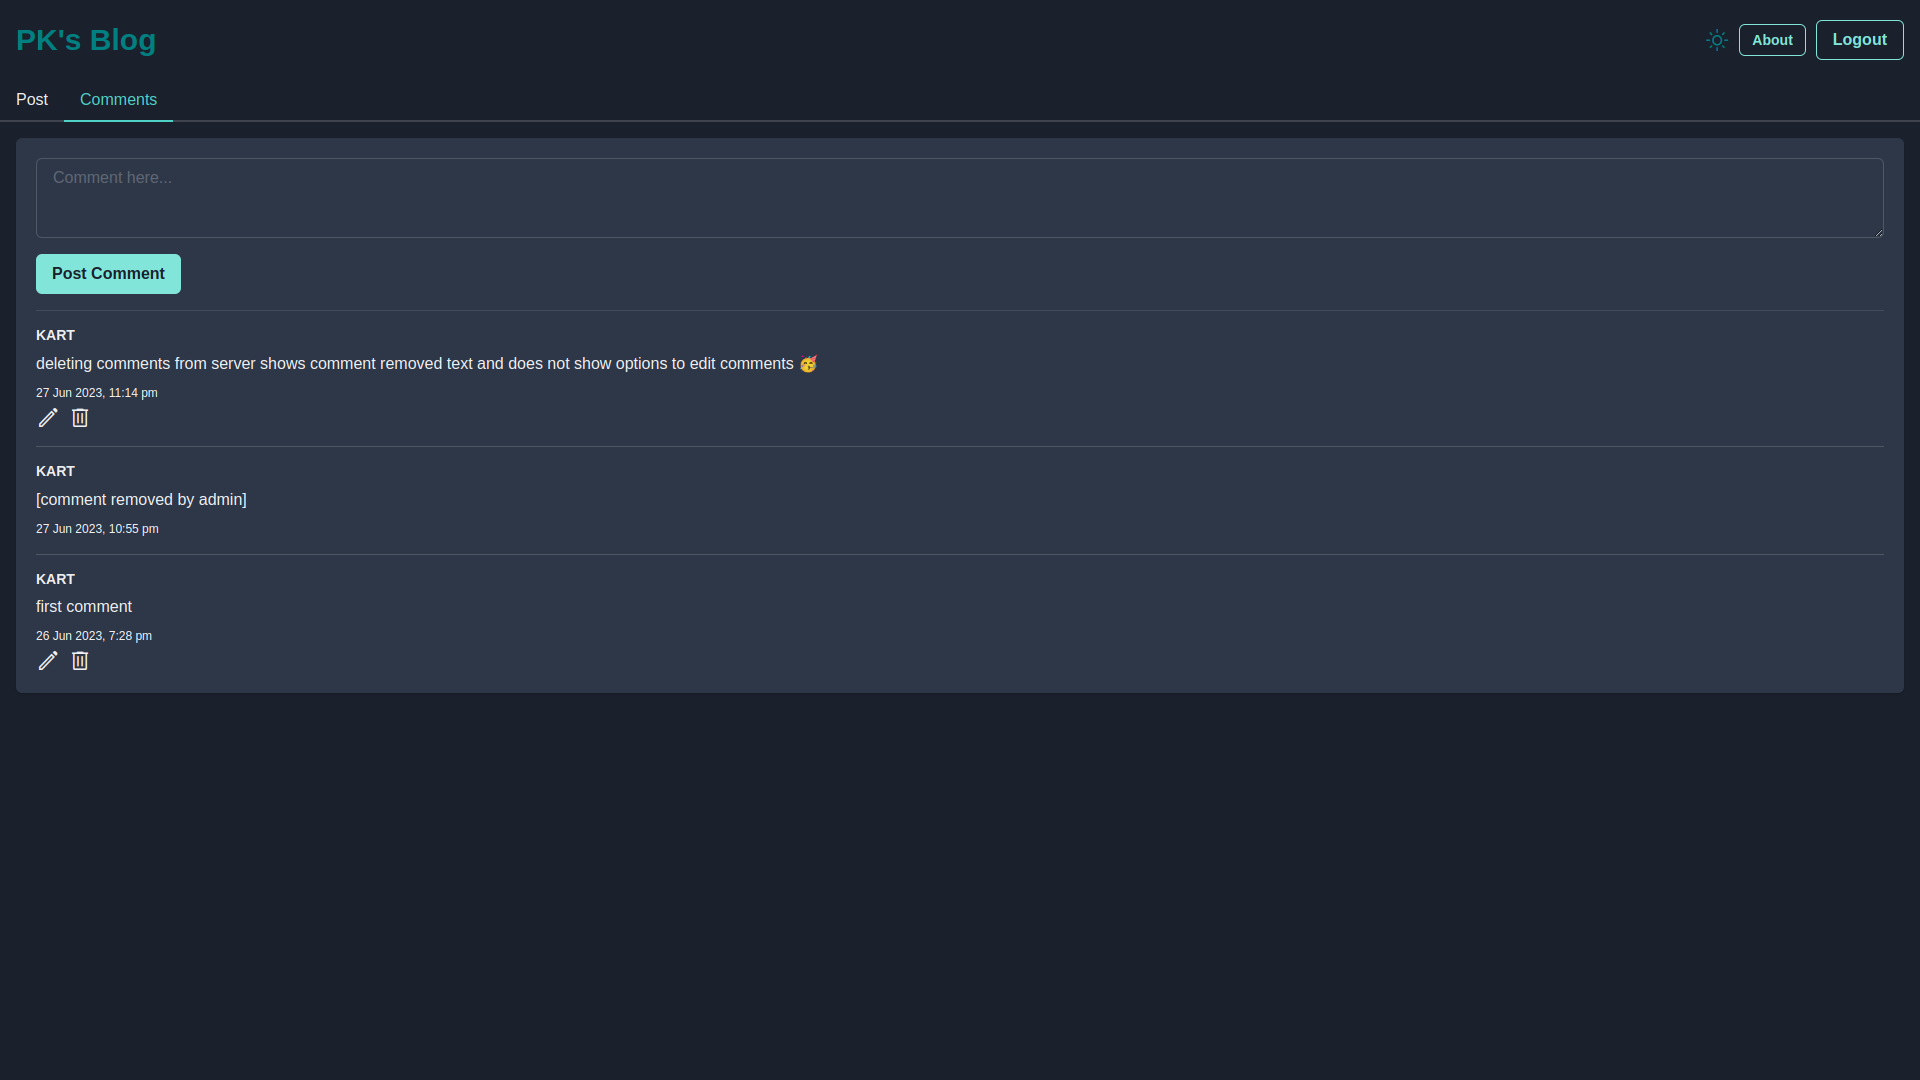 PK's Blog
About
Logout
Post
Comments
Comment here...
Post Comment
KART
deleting comments from server shows comment removed text and does not show options to edit comments 🥳
27 Jun 2023, 11:14 pm
KART
[comment removed by admin]
27 Jun 2023, 10:55 pm
KART
first comment
26 Jun 2023, 7:28 pm